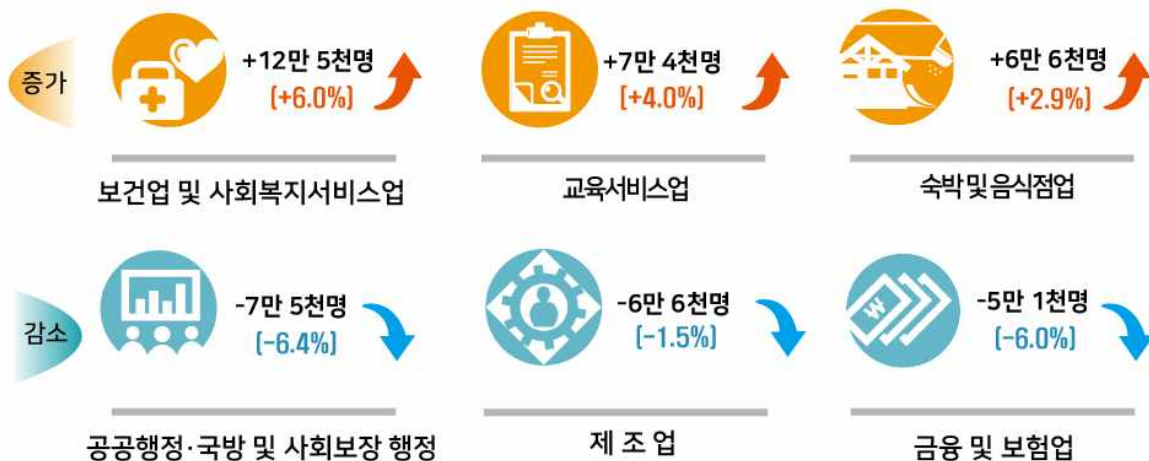 증가
+12만 5천명
(+6.0%)
보건업 및 사회복지서비스업
+7만 4천명
[+4.0%)
교육서비스업
+6만 6천명
(+2.9%)
숙박 및 음식점업
감소
-7만 5천명
(-6.4%)
공공행정·국방 및 사회보장 행정
-6만 6천명
(-1.5%)
제 조 업
₩
-5만 1천명
(-6.0%)
금융 및 보험업